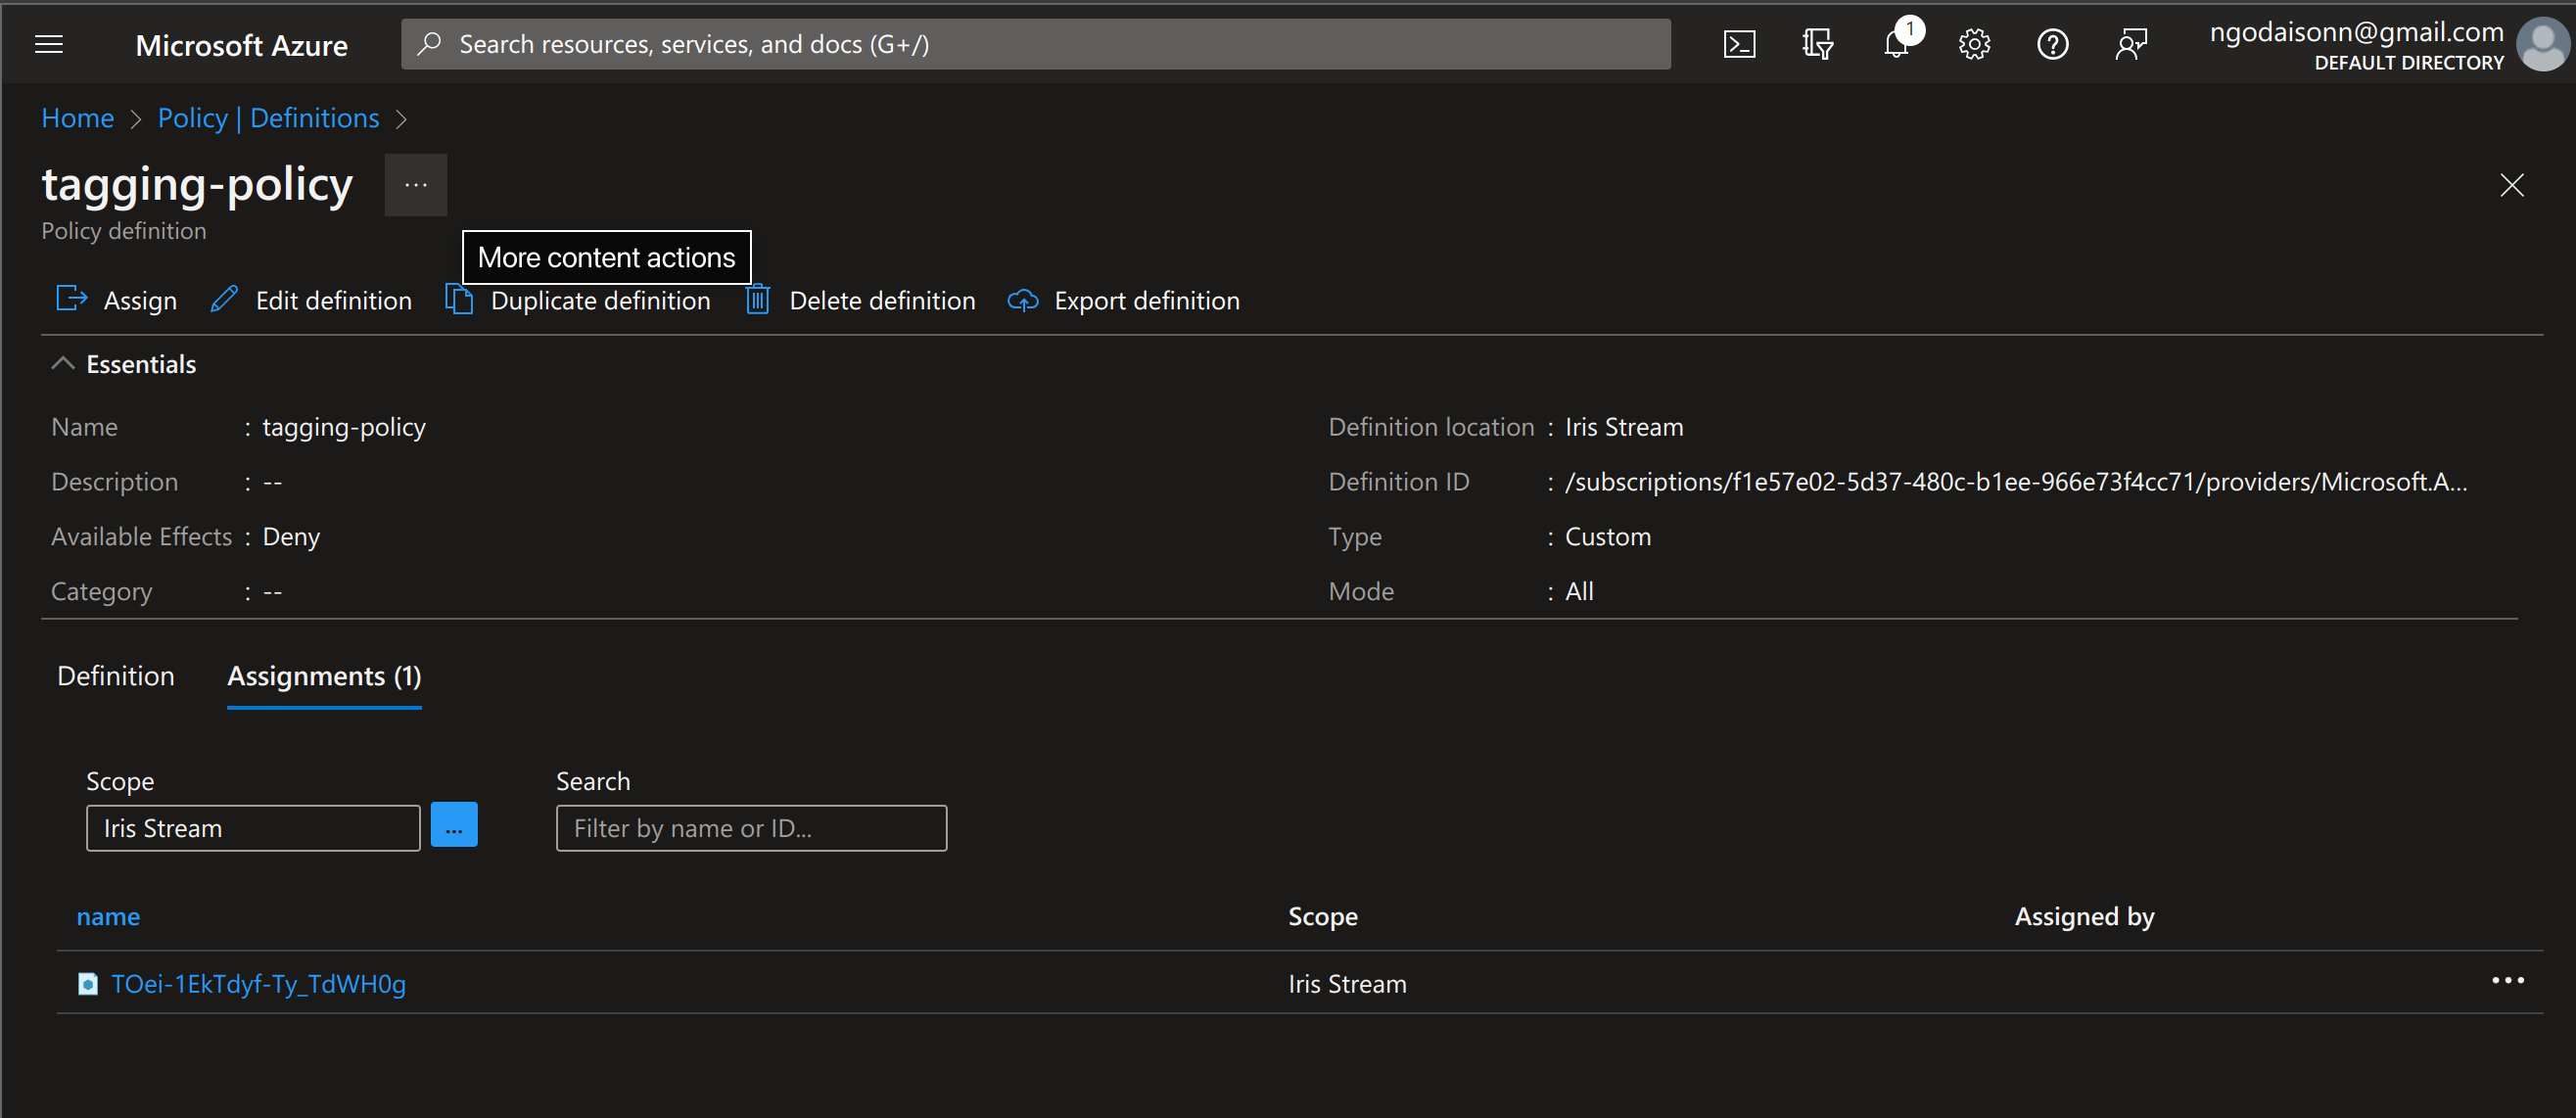 Microsoft Azure
Search resources, services, and docs (G+/)
1
ngodaisonn@gmail.com
DEFAULT DIRECTORY
Home > Policy | Definitions >
tagging-policy
...
Policy definition
More content actions
Assign
Edit definition
Duplicate definition
Delete definition
Export definition
Essentials
Name : tagging-policy
Description : --
Available Effects : Deny
Category : --
Definition location : Iris Stream
Definition ID : /subscriptions/f1e57e02-5d37-480c-b1ee-966e73f4cc71/providers/Microsoft.A...
Type : Custom
Mode : All
Definition
Assignments (1)
Scope
Iris Stream
...
Search
Filter by name or ID...
name Scope Assigned by
TOei-1EkTdyf-Ty_TdWH0g Iris Stream ...